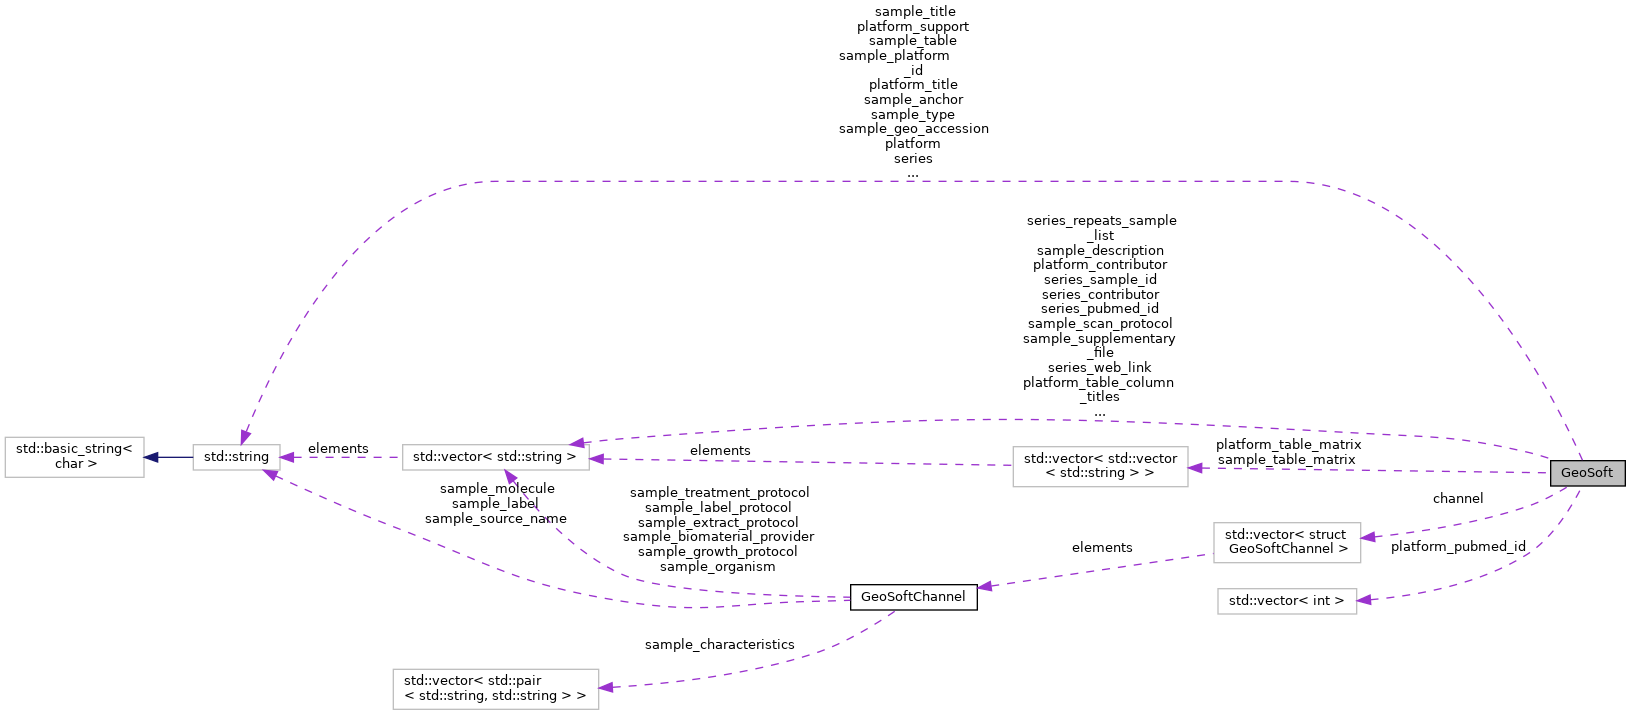 sample_title
platform_support
sample_table
sample_platform
_id
platform_title
sample_anchor
sample_type
sample_geo_accession
platform
series
...
series_repeats_sample
_list
sample_description
platform_contributor
series_sample_id
series_contributor
series_pubmed_id
sample_scan_protocol
sample_supplementary
_file
series_web_link
platform_table_column
_titles
...
std::basic_string<
char >
std::string
elements
std::vector< std::string >
elements
std::vector< std::vector
< std::string > >
platform_table_matrix
sample_table_matrix
GeoSoft
sample_molecule
sample_label
sample_source_name
sample_treatment_protocol
sample_label_protocol
sample_extract_protocol
sample_biomaterial_provider
sample_growth_protocol
sample_organism
channel
std::vector< struct
GeoSoftChannel >
elements
platform_pubmed_id
GeoSoftChannel
std::vector< int >
sample_characteristics
std::vector< std::pair
< std::string, std::string > >